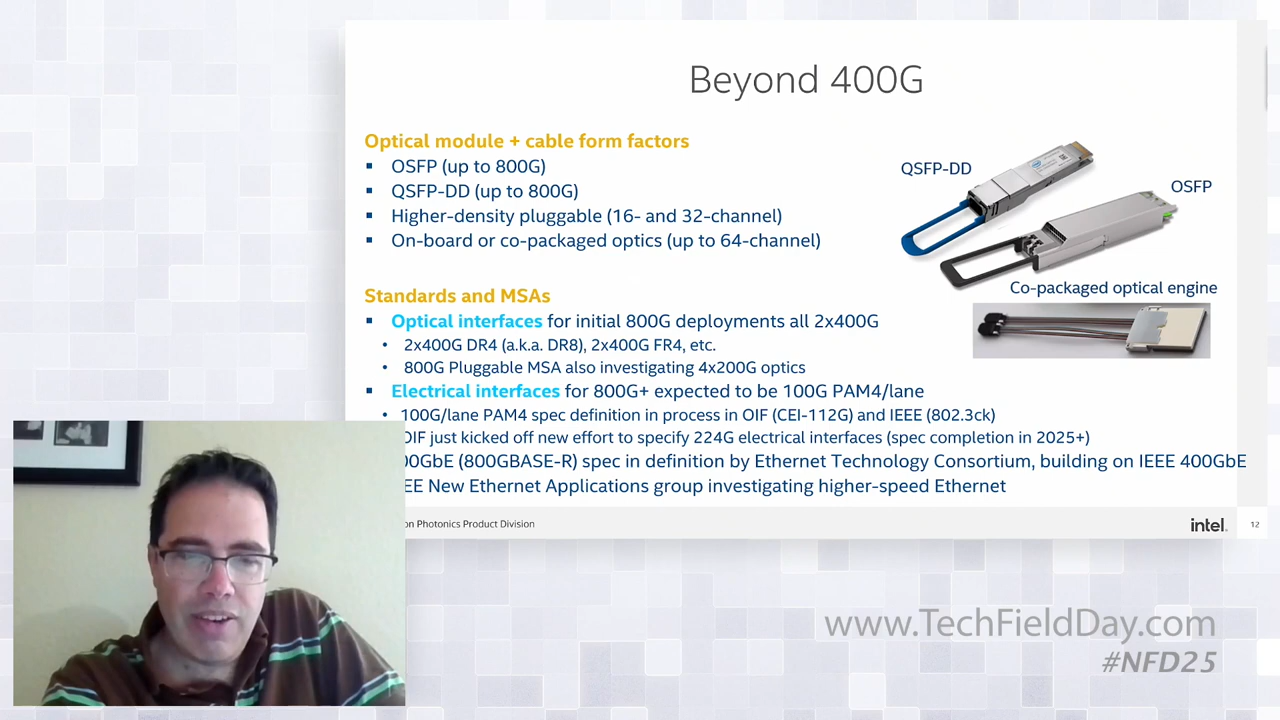 Beyond 400G
Optical module + cable form factors
▪ OSFP (up to 800G)
▪ QSFP-DD (up to 800G)
▪ Higher-density pluggable (16- and 32-channel)
▪ On-board or co-packaged optics (up to 64-channel)
QSFP-DD
OSFP
Co-packaged optical engine
Standards and MSAs
▪ Optical interfaces for initial 800G deployments all 2x400G
• 2x400G DR4 (a.k.a. DR8), 2x400G FR4, etc.
• 800G Pluggable MSA also investigating 4x200G optics
▪ Electrical interfaces for 800G+ expected to be 100G PAM4/lane
• 100G/lane PAM4 spec definition in process in OIF (CEI-112G) and IEEE (802.3ck)
OIF just kicked off new effort to specify 224G electrical interfaces (spec completion in 2025+)
00GbE (800GBASE-R) spec in definition by Ethernet Technology Consortium, building on IEEE 400GbE
EE New Ethernet Applications group investigating higher-speed Ethernet
on Photonics Product Division
intel.
12
www.TechFieldDay.com
#NFD25